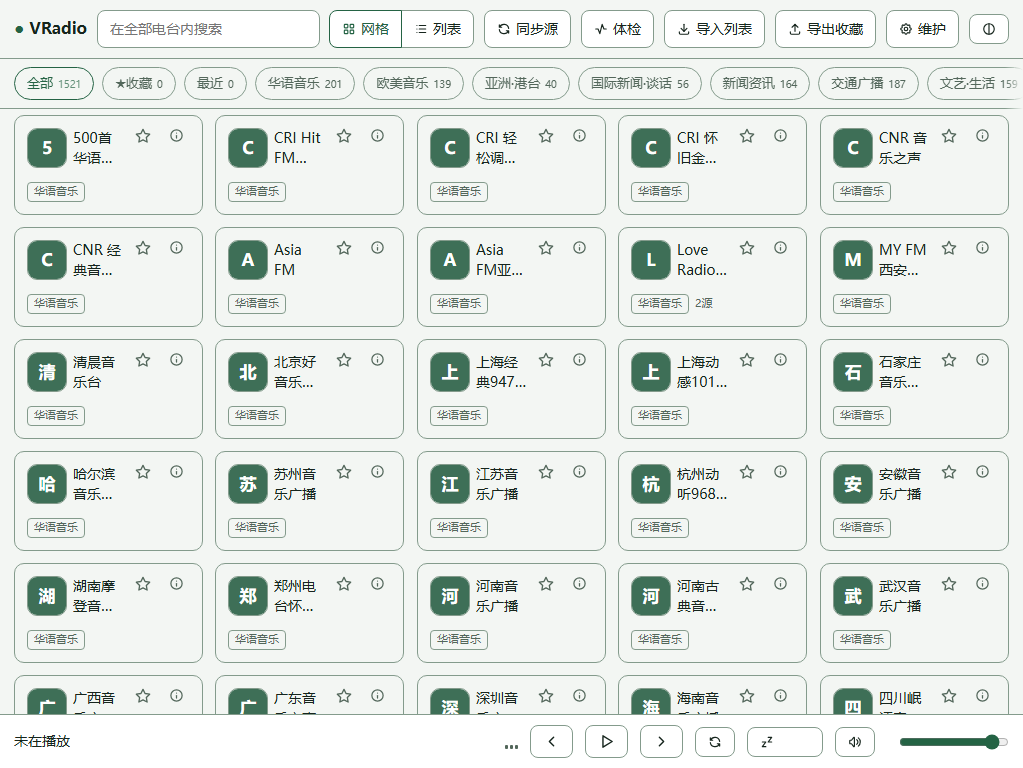 VRadio 在全部电台内搜索 网格 列表 同步源 体检 导入列表 导出收藏 维护
全部 1521 ★收藏 0 最近 0 华语音乐 201 欧美音乐 139 亚洲·港台 40 国际新闻·谈话 56 新闻资讯 164 交通广播 187 文艺·生活 159
5 500首 C CRI Hit C CRI 轻 C CRI 怀 C CNR 音
华语... FM... 松调... 旧金... 乐之声
华语音乐 华语音乐 华语音乐 华语音乐 华语音乐
C CNR 经 A Asia A Asia L Love M MY FM
典音... FM FM亚... Radio... 西安...
华语音乐 华语音乐 华语音乐 华语音乐 2源 华语音乐
清 清晨音 北 北京好 上 上海经 上 上海动 石 石家庄
乐台 音乐... 典947... 感101... 音乐...
华语音乐 华语音乐 华语音乐 华语音乐 华语音乐
哈 哈尔滨 苏 苏州音 江 江苏音 杭 杭州动 安 安徽音
音乐... 乐广播 乐广播 听968... 乐广播
华语音乐 华语音乐 华语音乐 华语音乐 华语音乐
湖 湖南摩 郑 郑州电 河 河南音 河 河南古 武 武汉音
登音... 台怀... 乐广播 典音... 乐广播
华语音乐 华语音乐 华语音乐 华语音乐 华语音乐
广 广西音 广 广东音 深 深圳音 海 海南音 四 四川岷
未在播放 ... zz